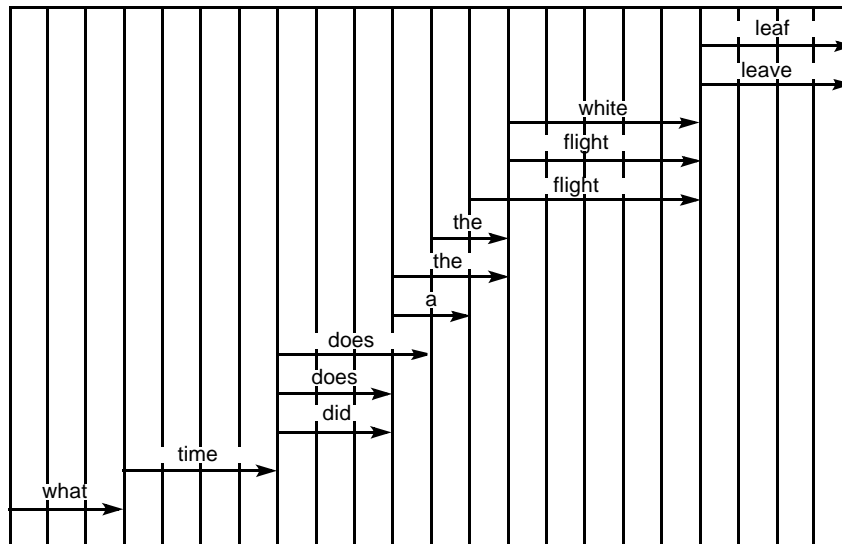 leaf
leave
white
flight
flight
the
the
a
does
does
did
time
what